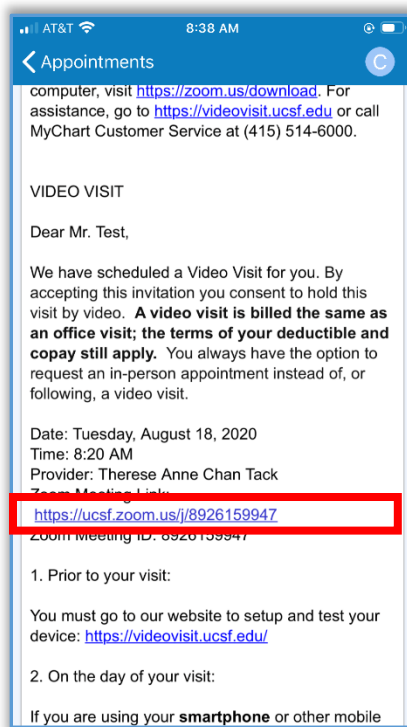 AT&T 8:38 AM
Appointments C
computer, visit https://zoom.us/download. For
assistance, go to https://videovisit.ucsf.edu or call
MyChart Customer Service at (415) 514-6000.
VIDEO VISIT
Dear Mr. Test,
We have scheduled a Video Visit for you. By
accepting this invitation you consent to hold this
visit by video. A video visit is billed the same as
an office visit; the terms of your deductible and
copay still apply. You always have the option to
request an in-person appointment instead of, or
following, a video visit.
Date: Tuesday, August 18, 2020
Time: 8:20 AM
Provider: Therese Anne Chan Tack
Zoom Meeting Link:
https://ucsf.zoom.us/j/8926159947
Zoom Meeting ID: 8926159947
1. Prior to your visit:
You must go to our website to setup and test your
device: https://videovisit.ucsf.edu/
2. On the day of your visit:
If you are using your smartphone or other mobile